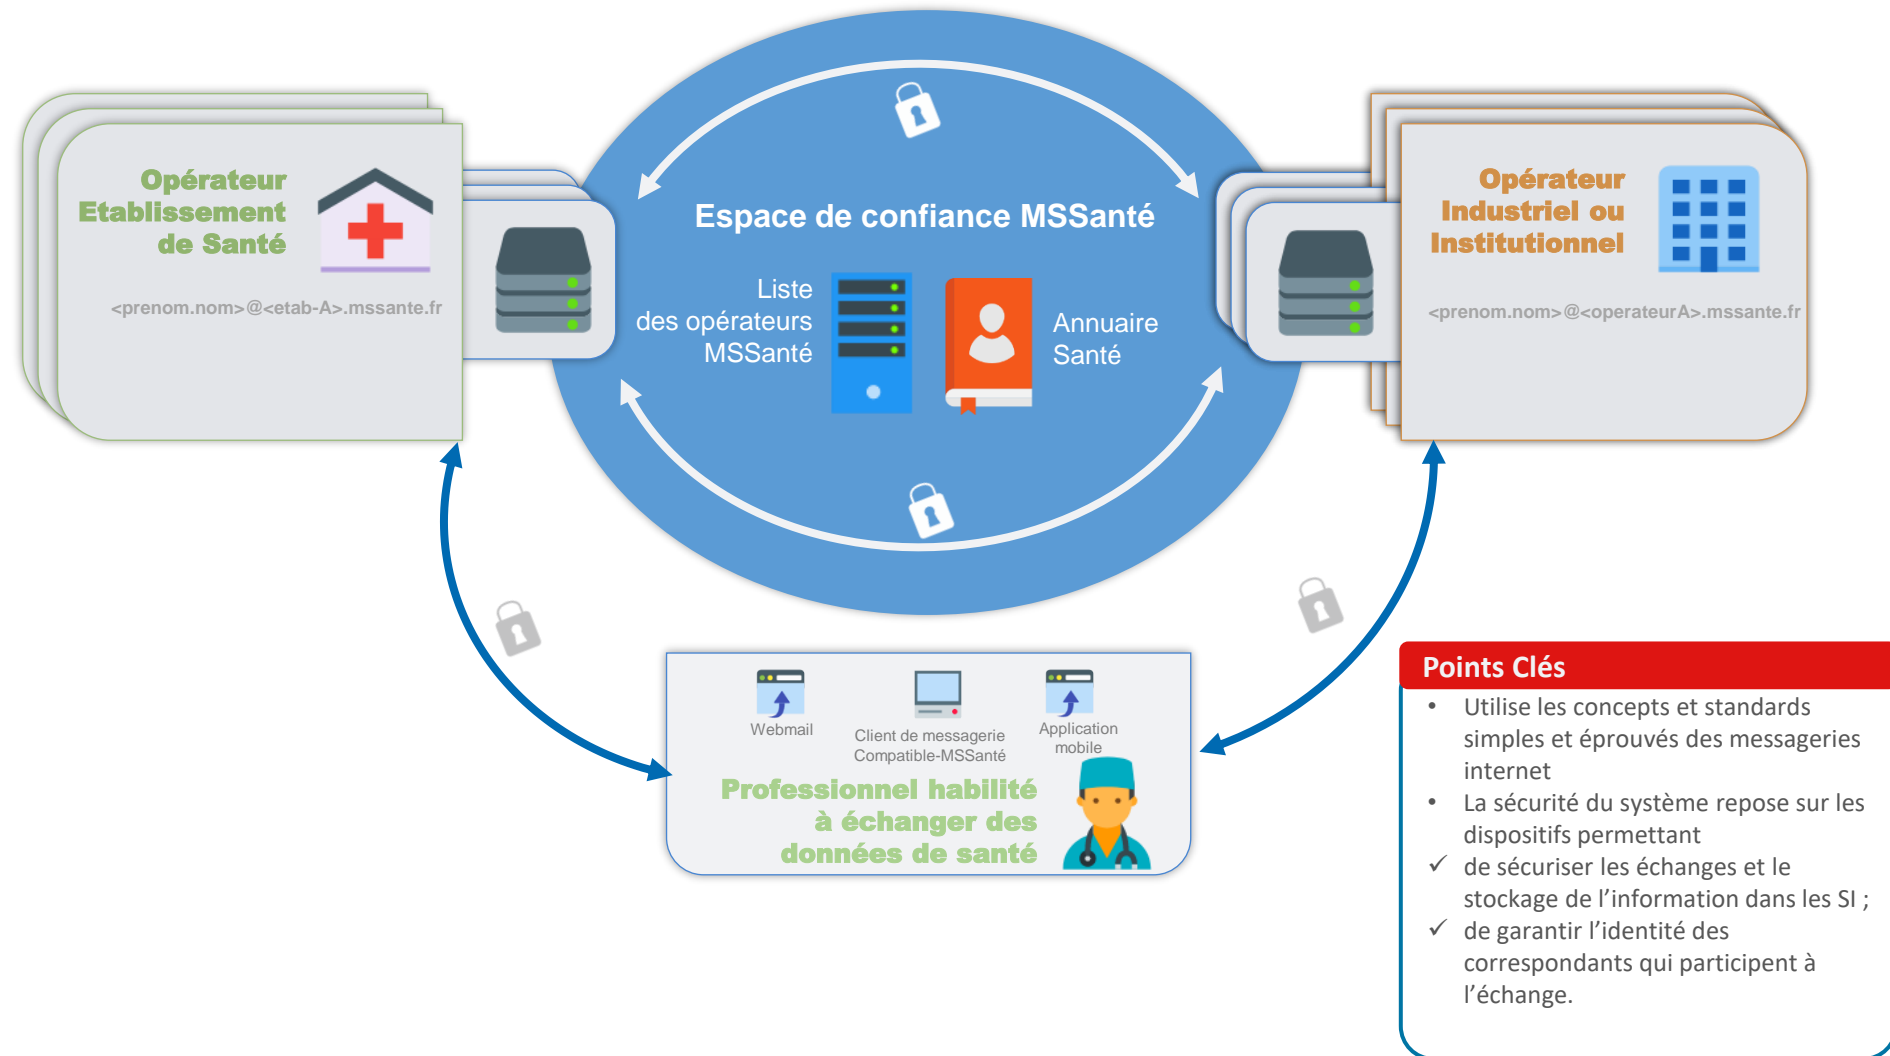 Opérateur
Etablissement
de Santé
<prenom.nom>@<etab-A>.mssante.fr
Espace de confiance MSSanté
Liste
des opérateurs
MSSanté
Annuaire
Santé
Opérateur
Industriel ou
Institutionnel
<prenom.nom>@<operateurA>.mssante.fr
Webmail
Client de messagerie
Compatible-MSSanté
Application
mobile
Professionnel habilité
à échanger des
données de santé
Points Clés
• Utilise les concepts et standards
simples et éprouvés des messageries
internet
• La sécurité du système repose sur les
dispositifs permettant
✓ de sécuriser les échanges et le
stockage de l’information dans les SI ;
✓ de garantir l’identité des
correspondants qui participent à
l’échange.